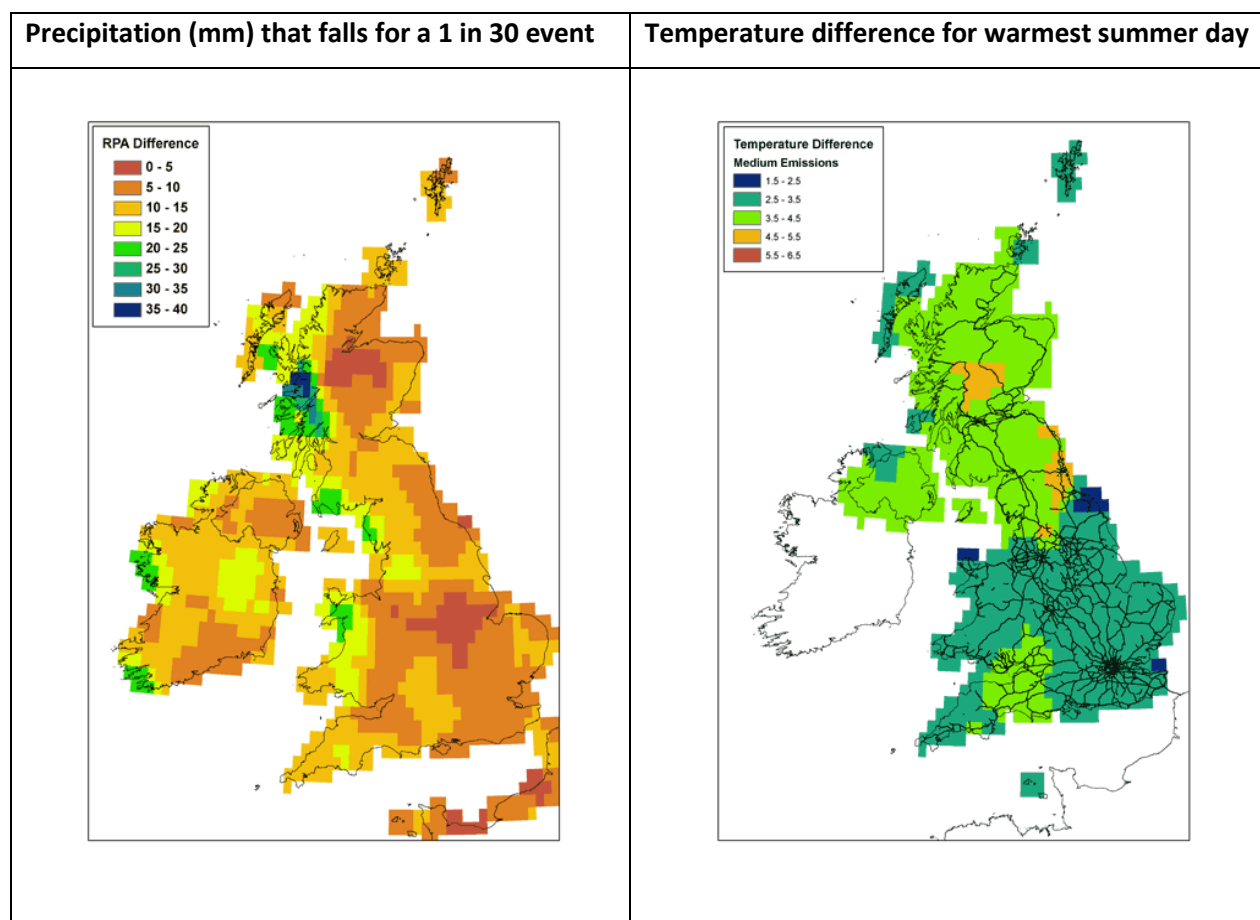 Precipitation (mm) that falls for a 1 in 30 event
Temperature difference for warmest summer day
RPA Difference
0 - 5
5 - 10
10 - 15
15 - 20
20 - 25
25 - 30
30 - 35
35 - 40
Temperature Difference
Medium Emissions
1.5 - 2.5
2.5 - 3.5
3.5 - 4.5
4.5 - 5.5
5.5 - 6.5